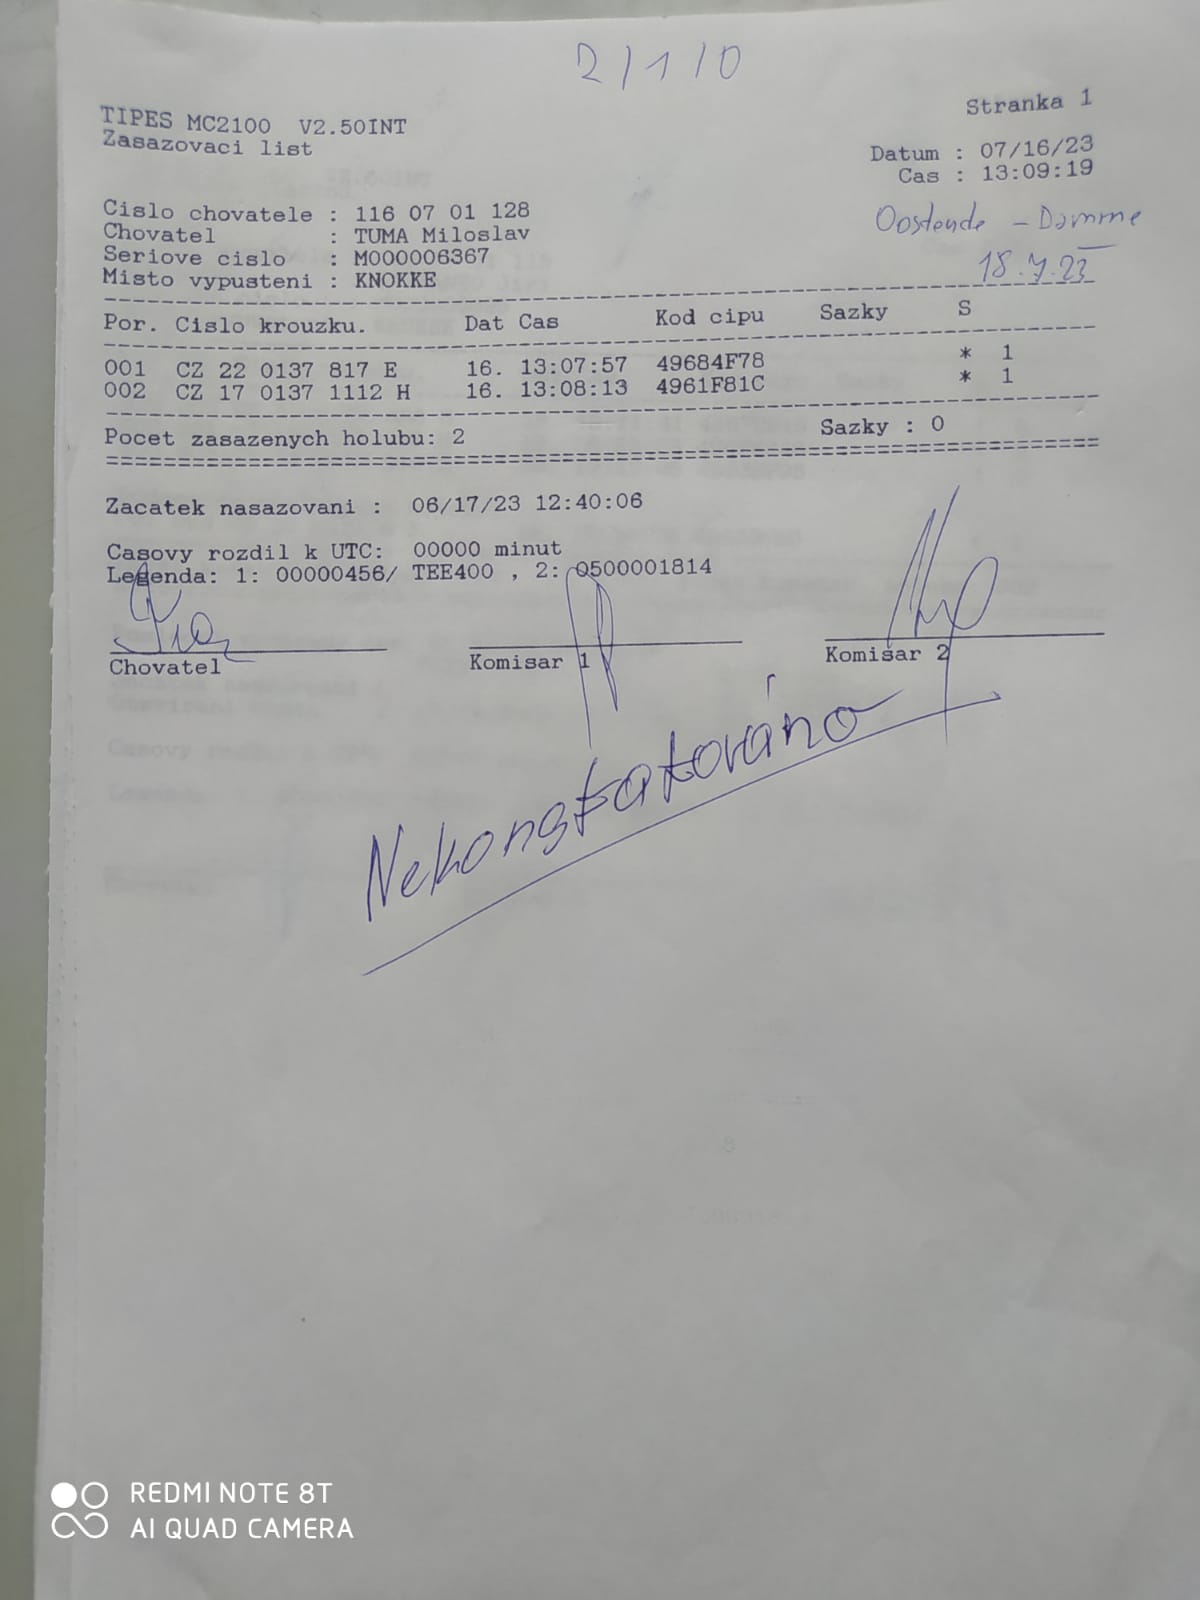 2/1/0
Stranka 1
TIPES MC2100 V2.50INT
Zasazovaci list
Datum : 07/16/23
Cas : 13:09:19
Oostende - Damme
18.7.23
Cislo chovatele : 116 07 01 128
Chovatel : TUMA Miloslav
Seriove cislo : M000006367
Misto vypusteni : KNOKKE
Por. Cislo krouzku. Dat Cas Kod cipu Sazky S
001 CZ 22 0137 817 E 16. 13:07:57 49684F78 * 1
002 CZ 17 0137 1112 H 16. 13:08:13 4961F81C * 1
Pocet zasazenych holubu: 2 Sazky : 0
Zacatek nasazovani : 06/17/23 12:40:06
Casovy rozdil k UTC: 00000 minut
Legenda: 1: 00000456/ TEE400 , 2: 0500001814
Chovatel Komisar 1 Komisar 2
Nekonstatováno
REDMI NOTE 8T
AI QUAD CAMERA